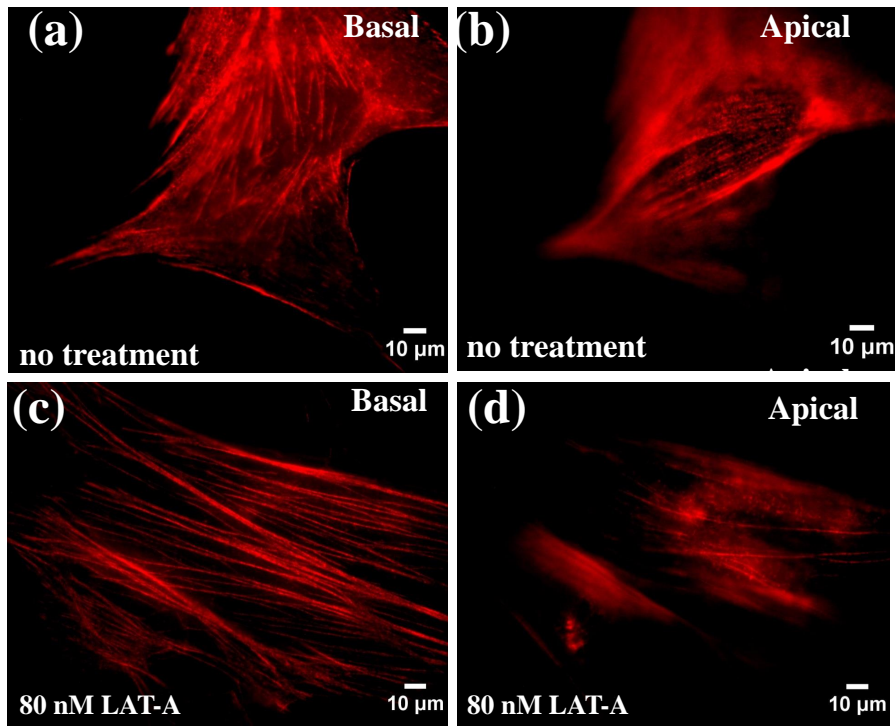 (a)
Basal
no treatment
10 µm
(b)
Apical
no treatment
10 µm
(c)
Basal
80 nM LAT-A
10 µm
(d)
Apical
80 nM LAT-A
10 µm